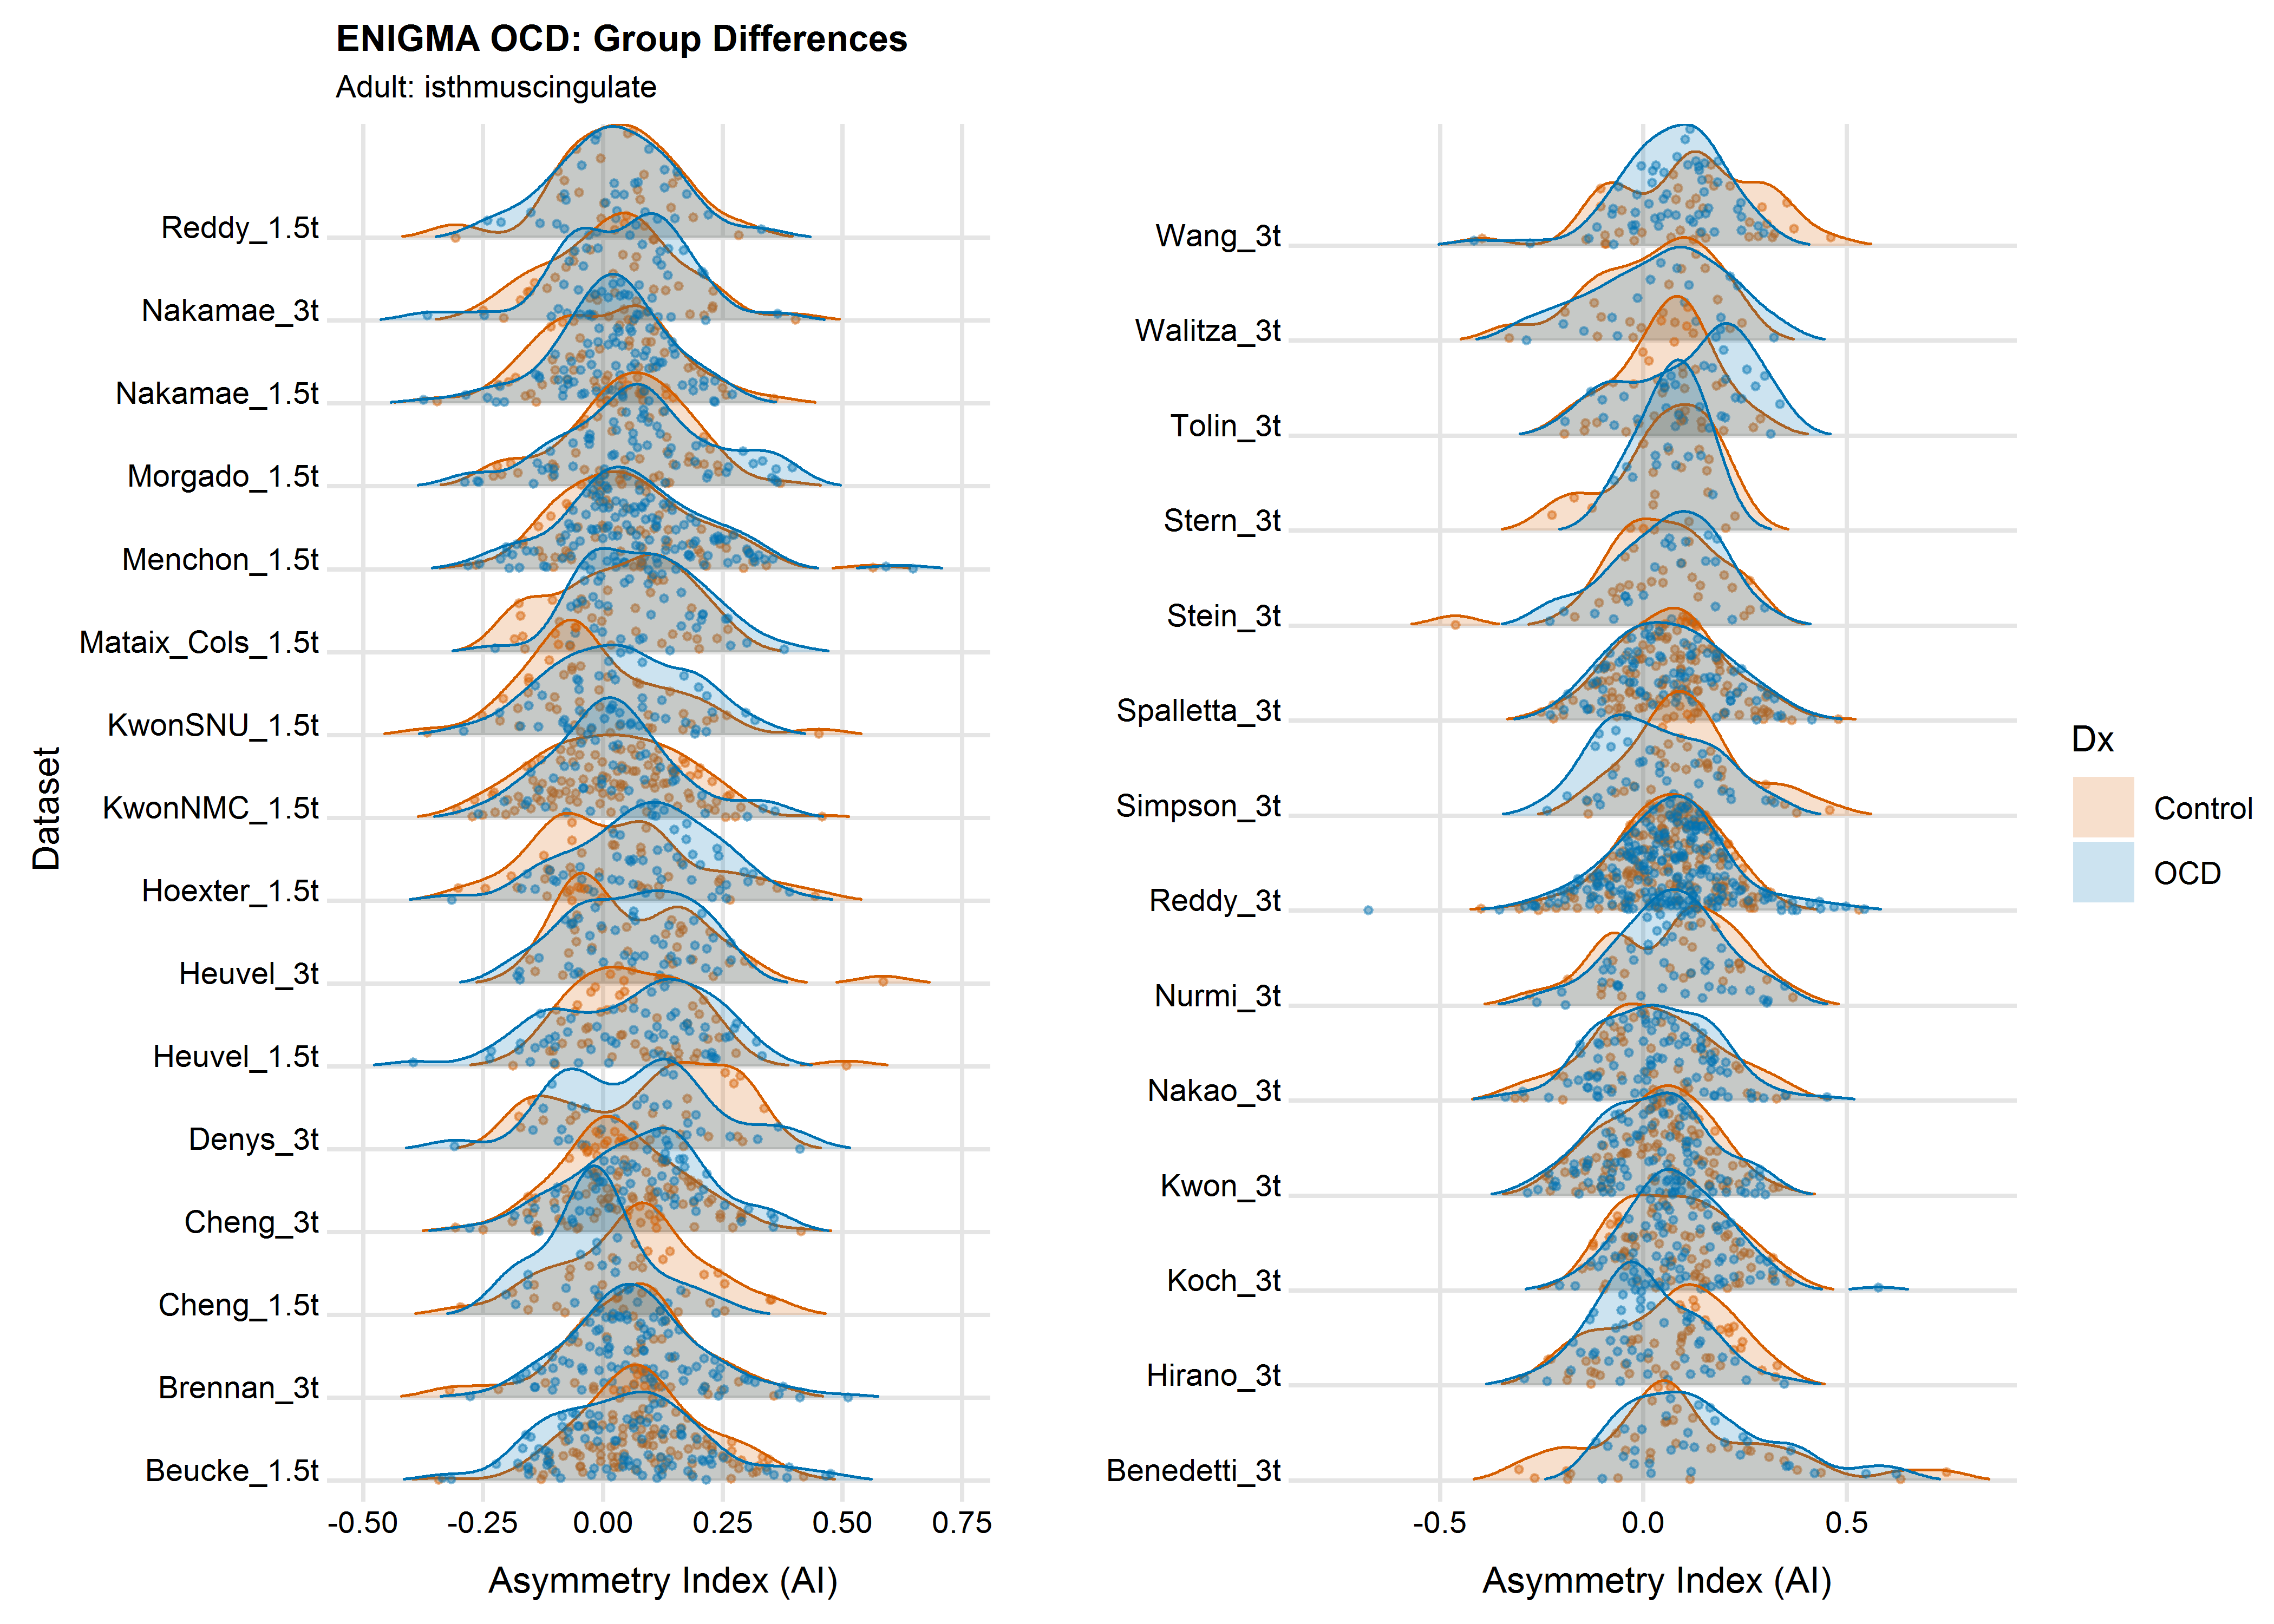 ENIGMA OCD: Group Differences
Adult: isthmuscingulate
Dataset
Reddy_1.5t
Nakamae_3t
Nakamae_1.5t
Morgado_1.5t
Menchon_1.5t
Mataix_Cols_1.5t
KwonSNU_1.5t
KwonNMC_1.5t
Hoexter_1.5t
Heuvel_3t
Heuvel_1.5t
Denys_3t
Cheng_3t
Cheng_1.5t
Brennan_3t
Beucke_1.5t
-0.50 -0.25 0.00 0.25 0.50 0.75
Asymmetry Index (AI)
Wang_3t
Walitza_3t
Tolin_3t
Stern_3t
Stein_3t
Spalletta_3t
Simpson_3t
Reddy_3t
Nurmi_3t
Nakao_3t
Kwon_3t
Koch_3t
Hirano_3t
Benedetti_3t
-0.5 0.0 0.5
Asymmetry Index (AI)
Dx
Control
OCD